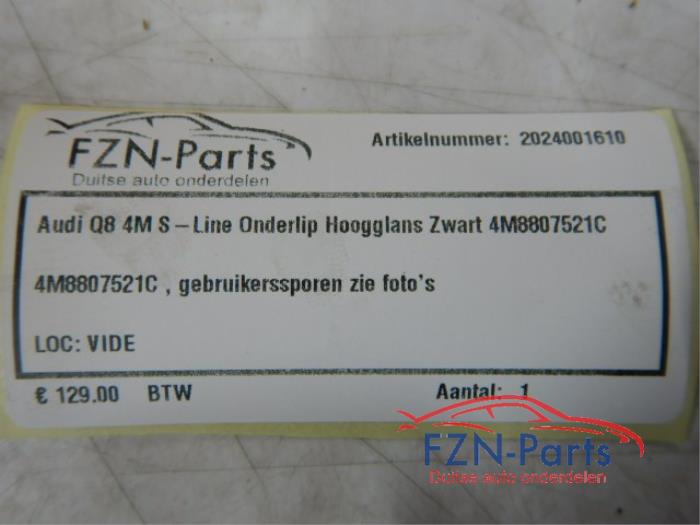 FZN-Parts
Duitse auto onderdelen
Artikelnummer: 2024001610
Audi Q8 4M S-Line Onderlip Hoogglans Zwart 4M8807521C
4M8807521C , gebruikerssporen zie foto's
LOC: VIDE
€ 129.00 BTW
Aantal: 1
FZN-Parts
Duitse auto onderdelen